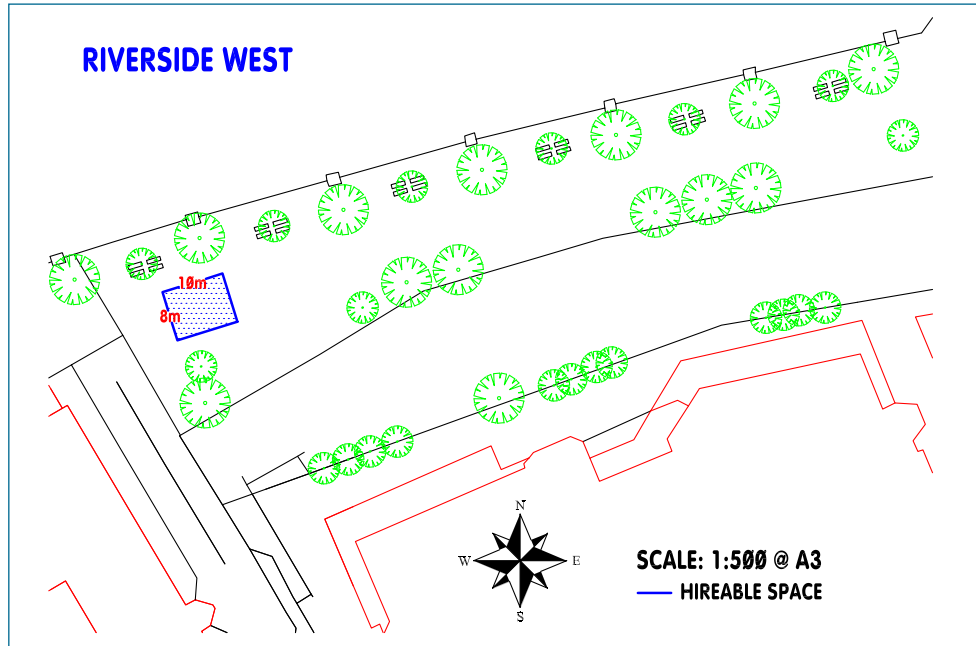 RIVERSIDE WEST
10m
8m
N
W E
S
SCALE: 1:500 @ A3
HIREABLE SPACE